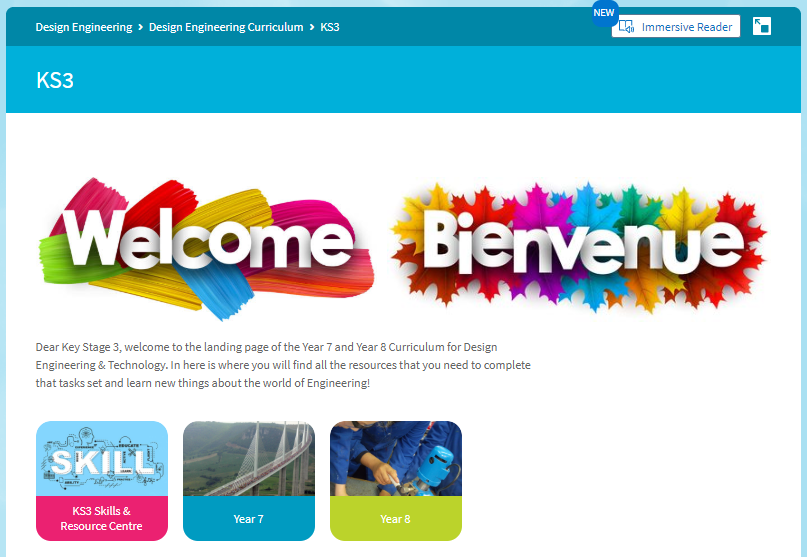 Design Engineering > Design Engineering Curriculum > KS3
NEW
Immersive Reader
KS3
Welcome
Bienvenue
Dear Key Stage 3, welcome to the landing page of the Year 7 and Year 8 Curriculum for Design
Engineering & Technology. In here is where you will find all the resources that you need to complete
that tasks set and learn new things about the world of Engineering!
EDUCATE
SKILL
ABILITY
LEARN
KS3 Skills &
Resource Centre
Year 7
Year 8